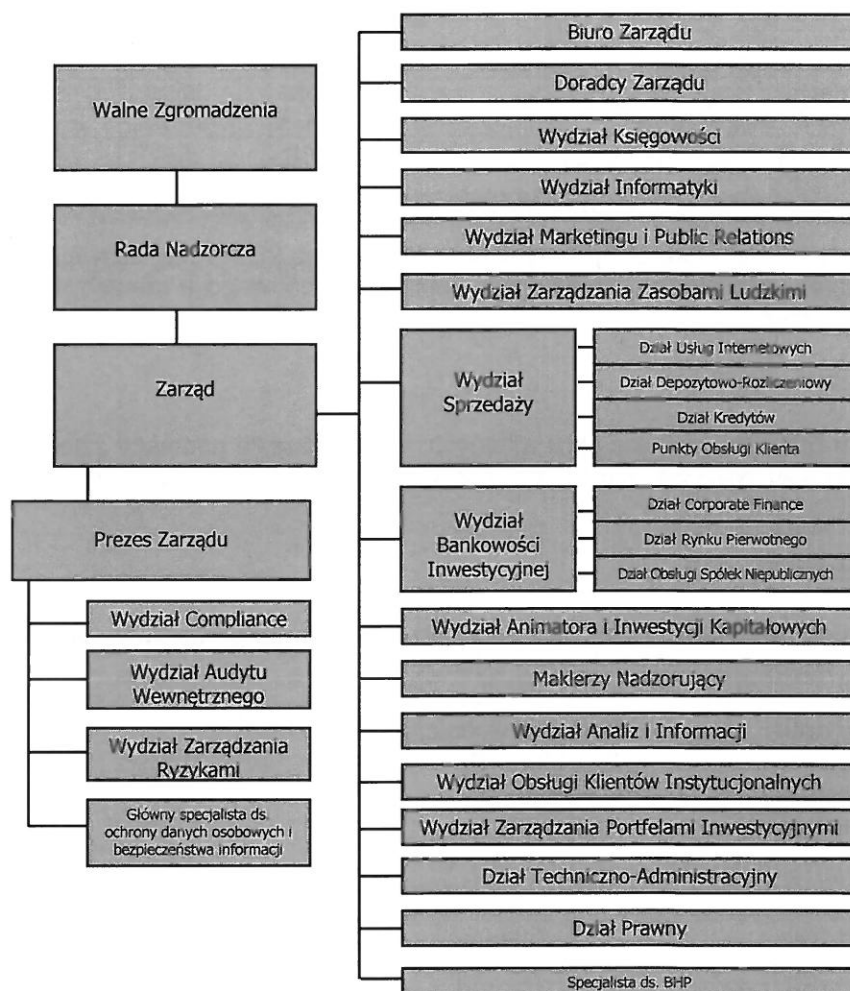 Walne Zgromadzenia
Rada Nadzorcza
Zarząd
Prezes Zarządu
Wydział Compliance
Wydział Audytu
Wewnętrznego
Wydział Zarządzania
Ryzykami
Główny specjalista ds.
ochrony danych osobowych i
bezpieczeństwa informacji
Biuro Zarządu
Doradcy Zarządu
Wydział Księgowości
Wydział Informatyki
Wydział Marketingu i Public Relations
Wydział Zarządzania Zasobami Ludzkimi
Wydział
Sprzedaży
Dział Usług Internetowych
Dział Depozytowo-Rozliczeniowy
Dział Kredytów
Punkty Obsługi Klienta
Wydział
Bankowości
Inwestycyjnej
Dział Corporate Finance
Dział Rynku Pierwotnego
Dział Obsługi Spółek Niepublicznych
Wydział Animatora i Inwestycji Kapitałowych
Maklerzy Nadzorujący
Wydział Analiz i Informacji
Wydział Obsługi Klientów Instytucjonalnych
Wydział Zarządzania Portfelami Inwestycyjnymi
Dział Techniczno-Administracyjny
Dział Prawny
Specjalista ds. BHP